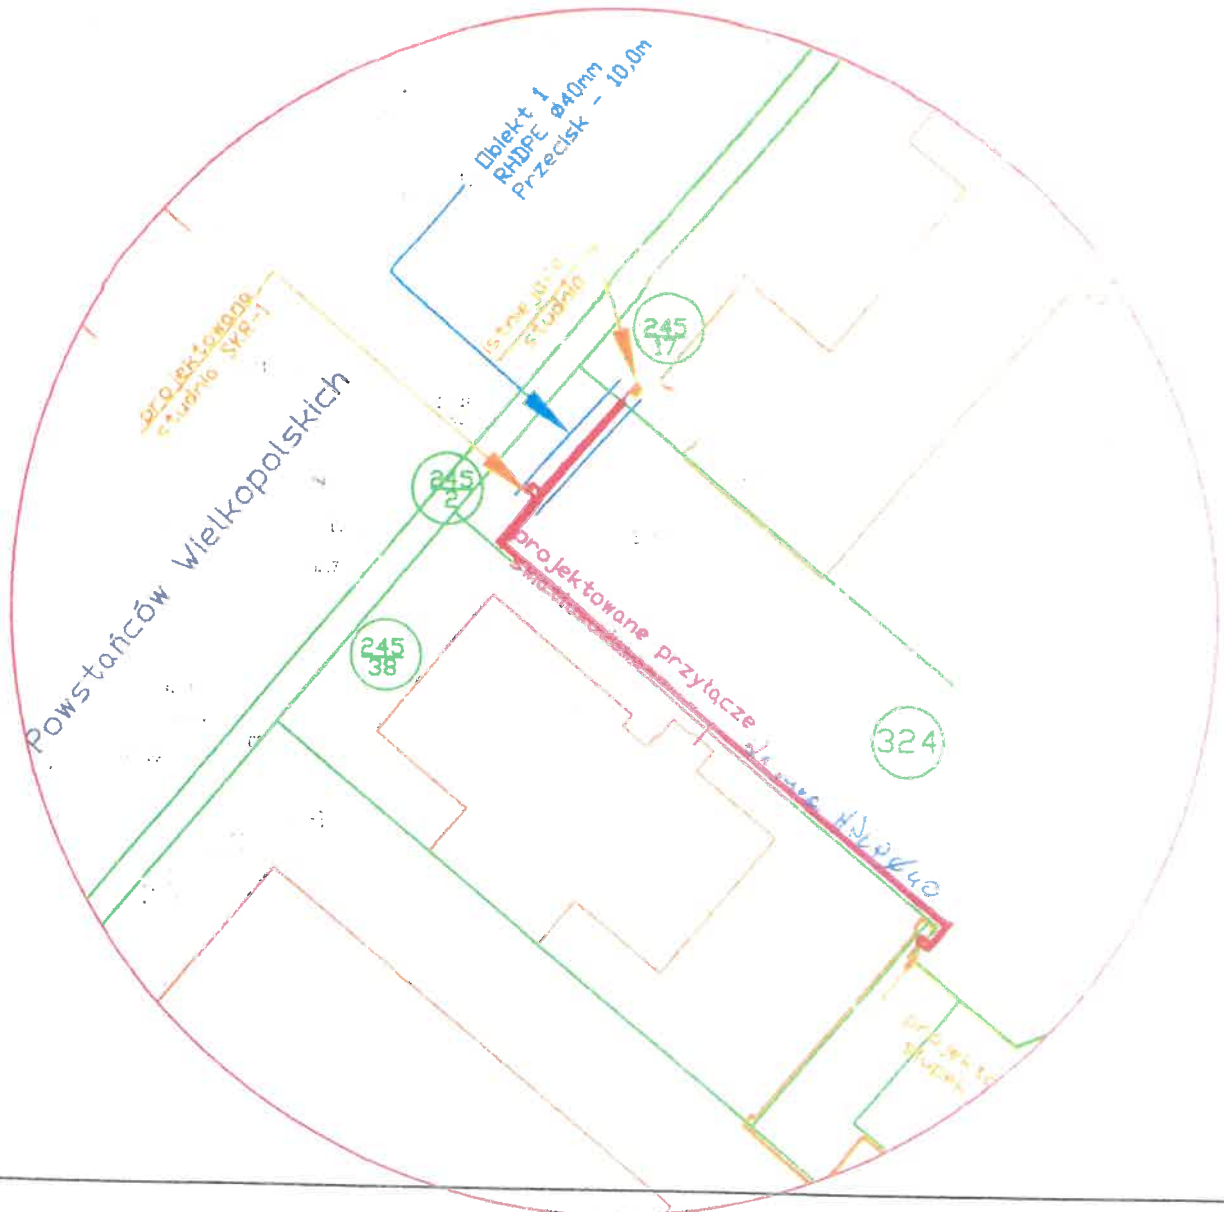 Obiekt 1
RHDPE Ø40mm
Przecisk - 10,0m
istniejąca
studnia
projektowana
studnia SKR-1
245
17
Powstańców Wielkopolskich
245
2
projektowane przyłącze
245
38
324